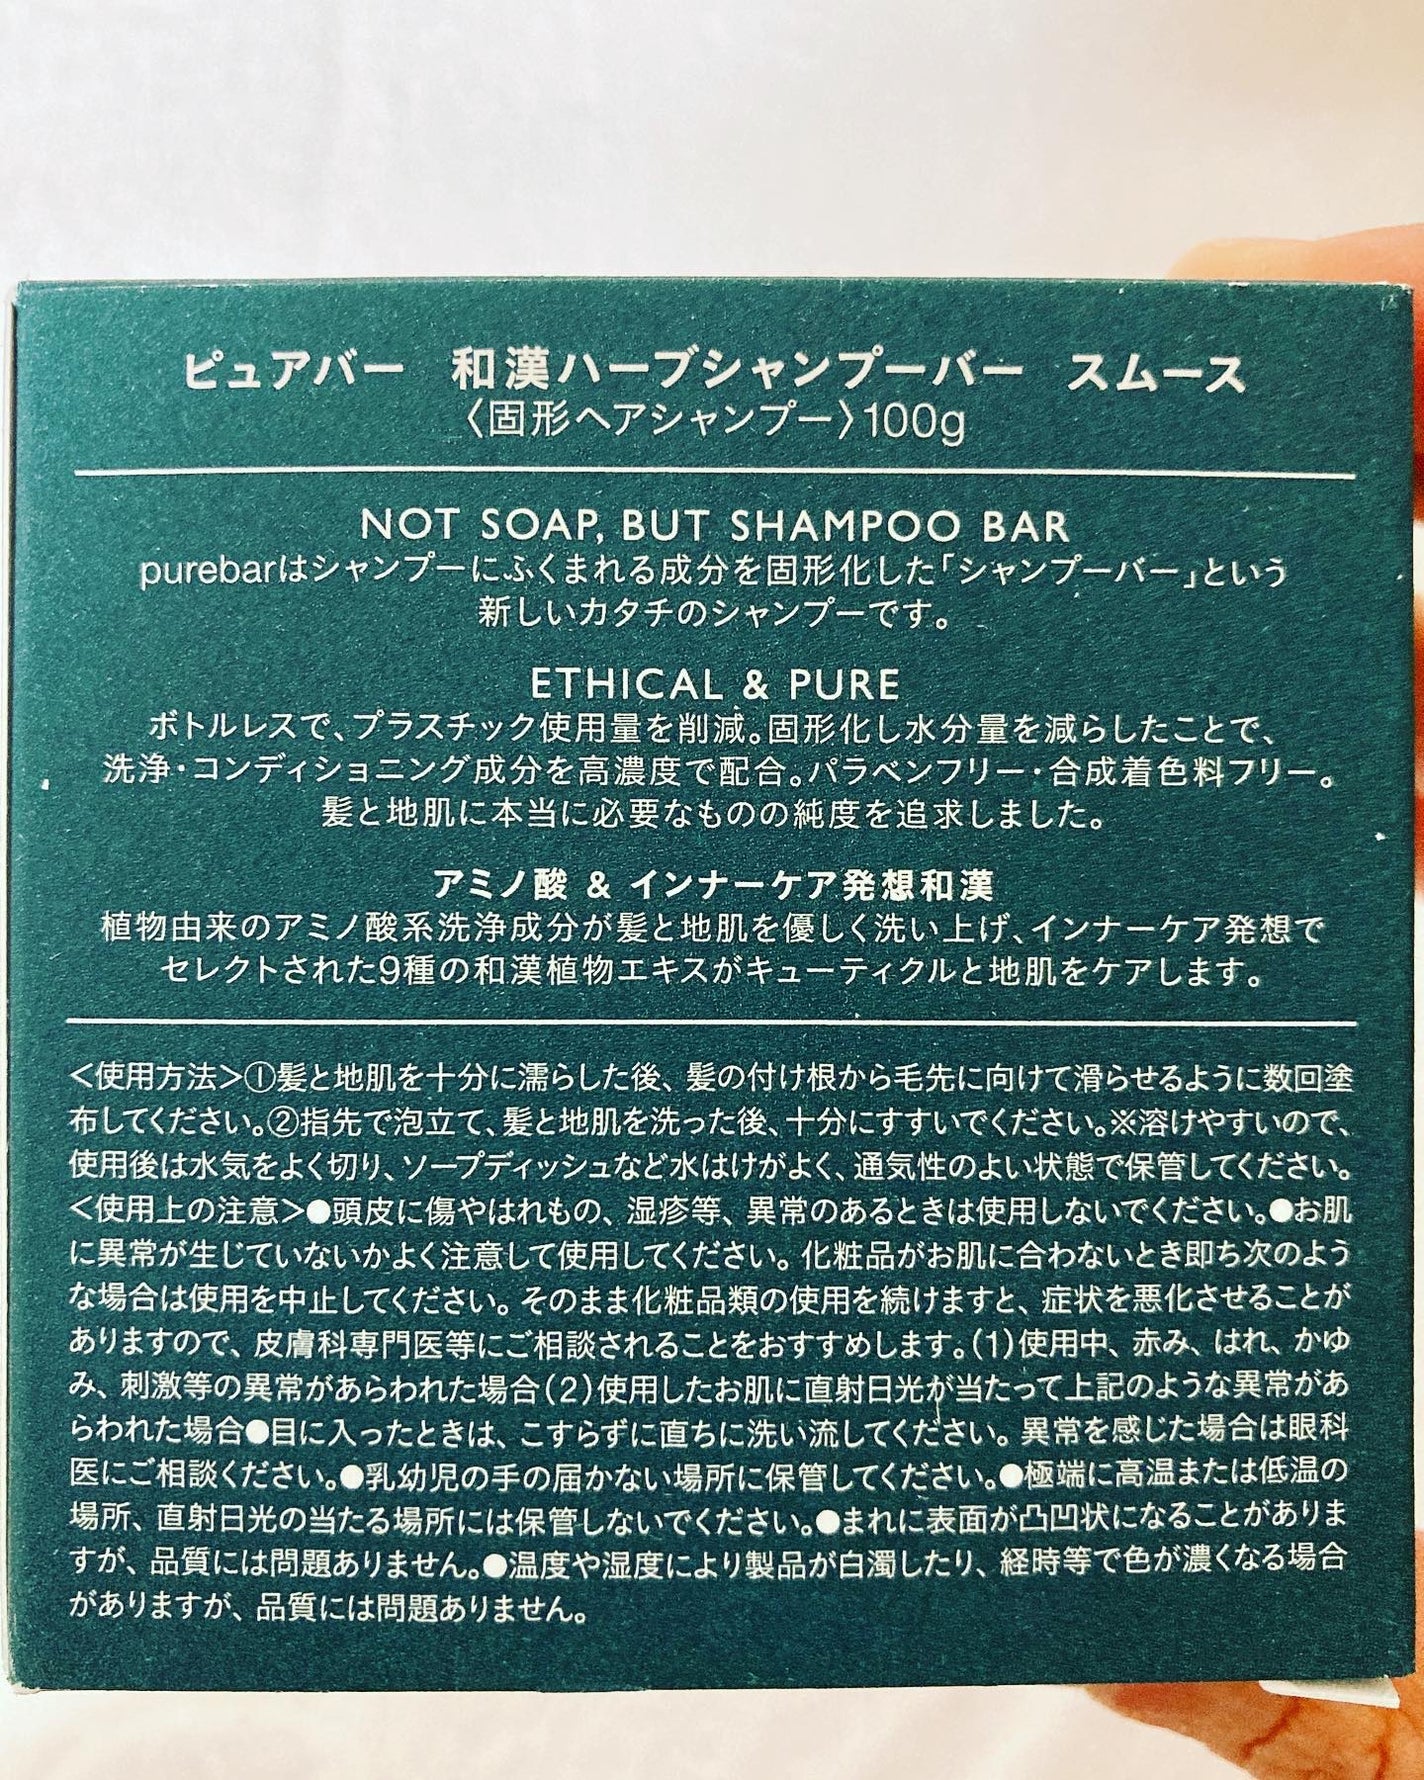 ピュアバー 和漢ハーブシャンプーバー スムース
〈固形ヘアシャンプー〉100g
NOT SOAP, BUT SHAMPOO BAR
purebarはシャンプーにふくまれる成分を固形化した「シャンプーバー」という
新しいカタチのシャンプーです。
ETHICAL & PURE
ボトルレスで、プラスチック使用量を削減。固形化し水分量を減らしたことで、
洗浄・コンディショニング成分を高濃度で配合。パラベンフリー・合成着色料フリー。
髪と地肌に本当に必要なものの純度を追求しました。
アミノ酸 & インナーケア発想和漢
植物由来のアミノ酸系洗浄成分が髪と地肌を優しく洗い上げ、インナーケア発想で
セレクトされた9種の和漢植物エキスがキューティクルと地肌をケアします。
＜使用方法＞①髪と地肌を十分に濡らした後、髪の付け根から毛先に向けて滑らせるように数回塗
布してください。②指先で泡立て、髪と地肌を洗った後、十分にすすいでください。※溶けやすいので、
使用後は水気をよく切り、ソープディッシュなど水はけがよく、通気性のよい状態で保管してください。
＜使用上の注意＞●頭皮に傷やはれもの、湿疹等、異常のあるときは使用しないでください。●お肌
に異常が生じていないかよく注意して使用してください。化粧品がお肌に合わないとき即ち次のよう
な場合は使用を中止してください。そのまま化粧品類の使用を続けますと、症状を悪化させることが
ありますので、皮膚科専門医等にご相談されることをおすすめします。(1)使用中、赤み、はれ、かゆ
み、刺激等の異常があらわれた場合(2)使用したお肌に直射日光が当たって上記のような異常があ
らわれた場合●目に入ったときは、こすらずに直ちに洗い流してください。異常を感じた場合は眼科
医にご相談ください。●乳幼児の手の届かない場所に保管してください。●極端に高温または低温の
場所、直射日光の当たる場所には保管しないでください。●まれに表面が凸凹状になることがありま
すが、品質には問題ありません。●温度や湿度により製品が白濁したり、経時等で色が濃くなる場合
がありますが、品質には問題ありません。